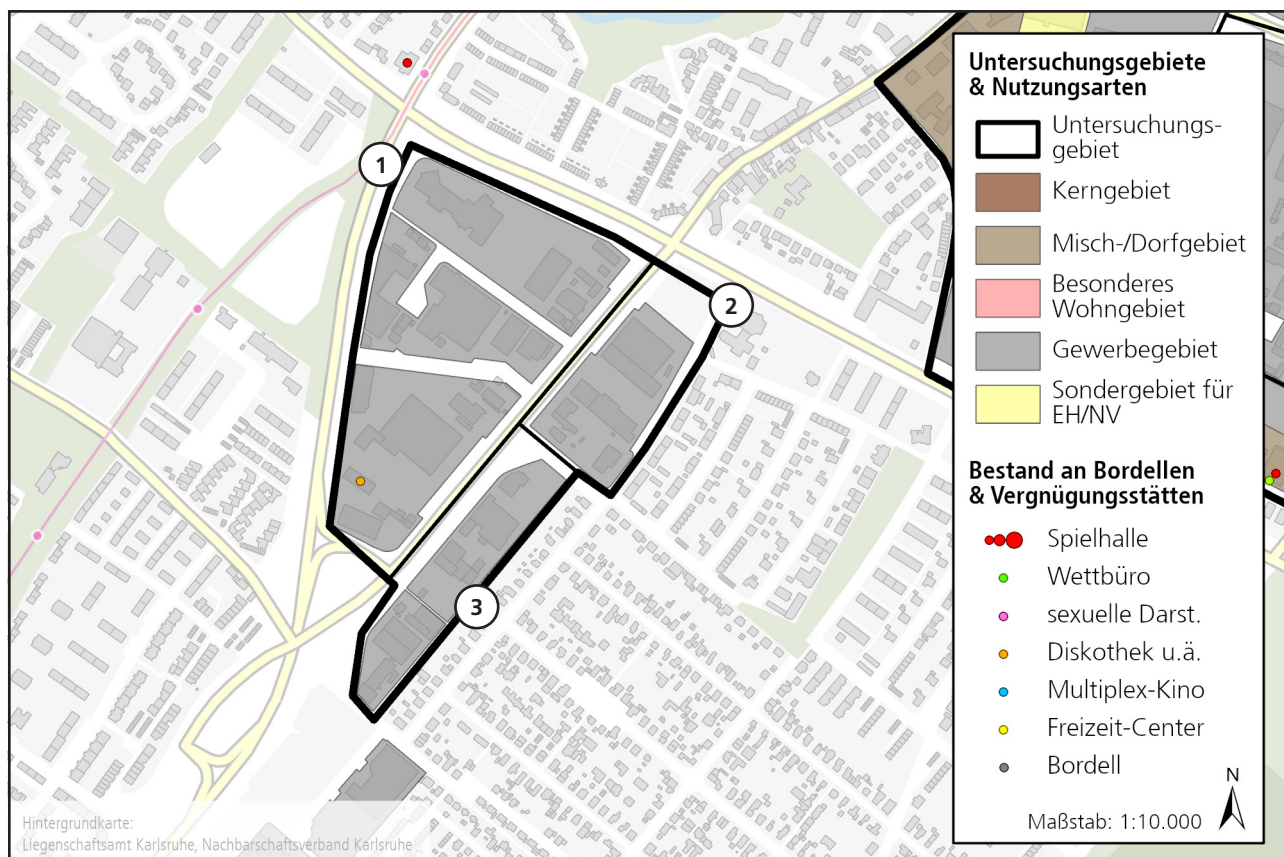 1
2
3
Untersuchungsgebiete
& Nutzungsarten
Untersuchungs-
gebiet
Kerngebiet
Misch-/Dorfgebiet
Besonderes
Wohngebiet
Gewerbegebiet
Sondergebiet für
EH/NV
Bestand an Bordellen
& Vergnügungsstätten
Spielhalle
Wettbüro
sexuelle Darst.
Diskothek u.ä.
Multiplex-Kino
Freizeit-Center
Bordell
N
Maßstab: 1:10.000
Hintergrundkarte:
Liegenschaftsamt Karlsruhe, Nachbarschaftsverband Karlsruhe